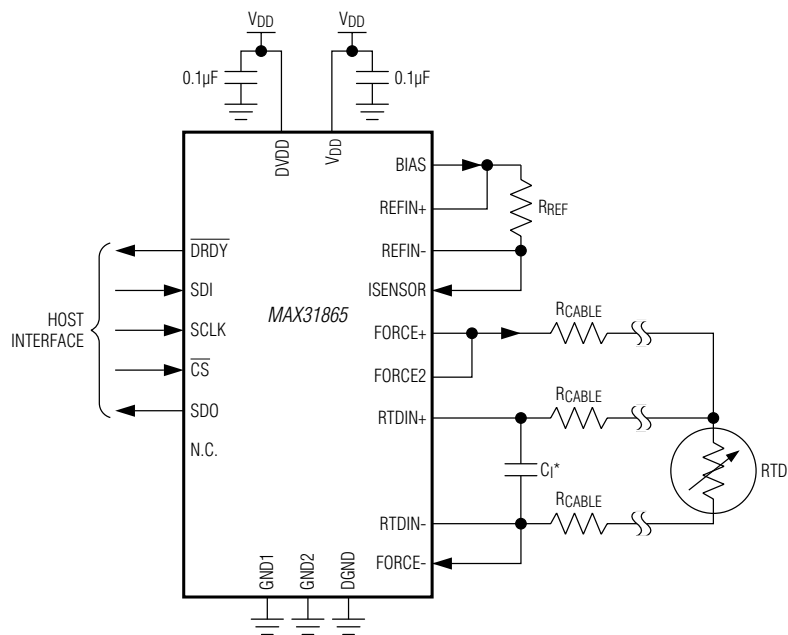 VDD VDD
0.1µF 0.1µF
DVDD VDD
BIAS
REFIN+
RREF
REFIN-
ISENSOR
DRDY
SDI
SCLK
CS
SDO
N.C.
HOST
INTERFACE
MAX31865
FORCE+
RCABLE
FORCE2
RTDIN+
RCABLE
CI*
RTD
RCABLE
RTDIN-
FORCE-
GND1 GND2 DGND